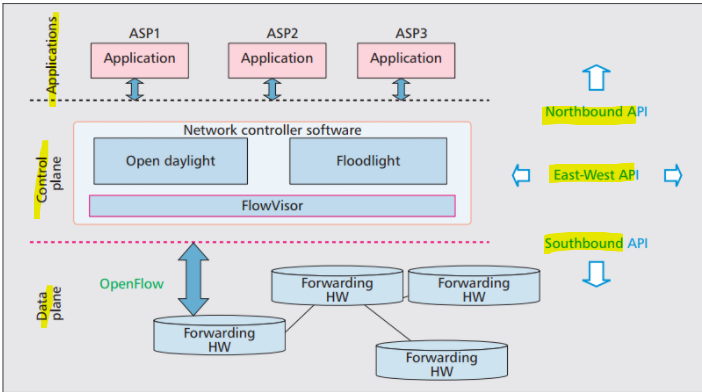 ASP1
ASP2
ASP3
Applications
Application
Application
Application
Northbound API
Network controller software
Control
plane
Open daylight
Floodlight
East-West API
FlowVisor
Southbound API
Data
plane
OpenFlow
Forwarding
HW
Forwarding
HW
Forwarding
HW
Forwarding
HW